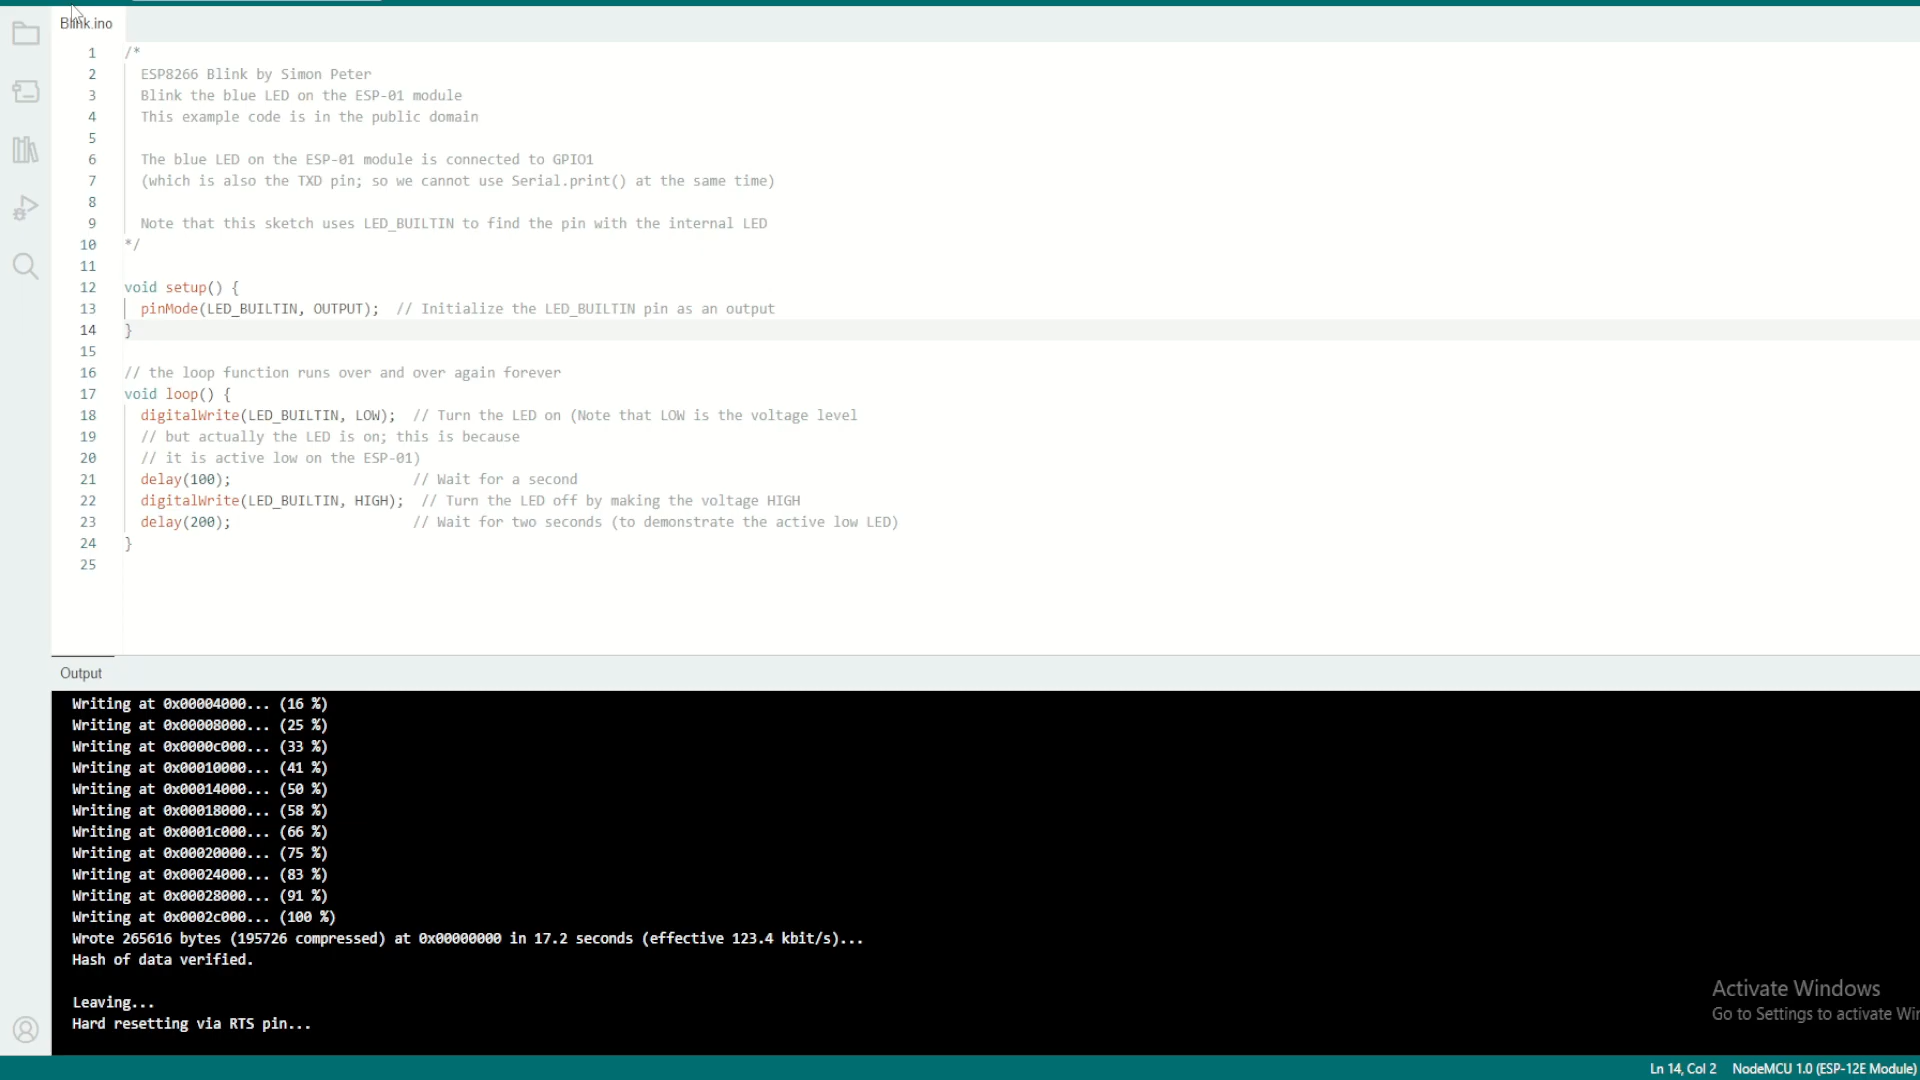 Blink.ino
1 /*
2 ESP8266 Blink by Simon Peter
3 Blink the blue LED on the ESP-01 module
4 This example code is in the public domain
5
6 The blue LED on the ESP-01 module is connected to GPIO1
7 (which is also the TXD pin; so we cannot use Serial.print() at the same time)
8
9 Note that this sketch uses LED_BUILTIN to find the pin with the internal LED
10 */
11
12 void setup() {
13 pinMode(LED_BUILTIN, OUTPUT); // Initialize the LED_BUILTIN pin as an output
14 }
15
16 // the loop function runs over and over again forever
17 void loop() {
18 digitalWrite(LED_BUILTIN, LOW); // Turn the LED on (Note that LOW is the voltage level
19 // but actually the LED is on; this is because
20 // it is active low on the ESP-01)
21 delay(100); // Wait for a second
22 digitalWrite(LED_BUILTIN, HIGH); // Turn the LED off by making the voltage HIGH
23 delay(200); // Wait for two seconds (to demonstrate the active low LED)
24 }
25
Output
Writing at 0x00004000... (16 %)
Writing at 0x00008000... (25 %)
Writing at 0x0000c000... (33 %)
Writing at 0x00010000... (41 %)
Writing at 0x00014000... (50 %)
Writing at 0x00018000... (58 %)
Writing at 0x0001c000... (66 %)
Writing at 0x00020000... (75 %)
Writing at 0x00024000... (83 %)
Writing at 0x00028000... (91 %)
Writing at 0x0002c000... (100 %)
Wrote 265616 bytes (195726 compressed) at 0x00000000 in 17.2 seconds (effective 123.4 kbit/s)...
Hash of data verified.
Leaving...
Hard resetting via RTS pin...
Activate Windows
Go to Settings to activate Wi
Ln 14, Col 2 NodeMCU 1.0 (ESP-12E Module)